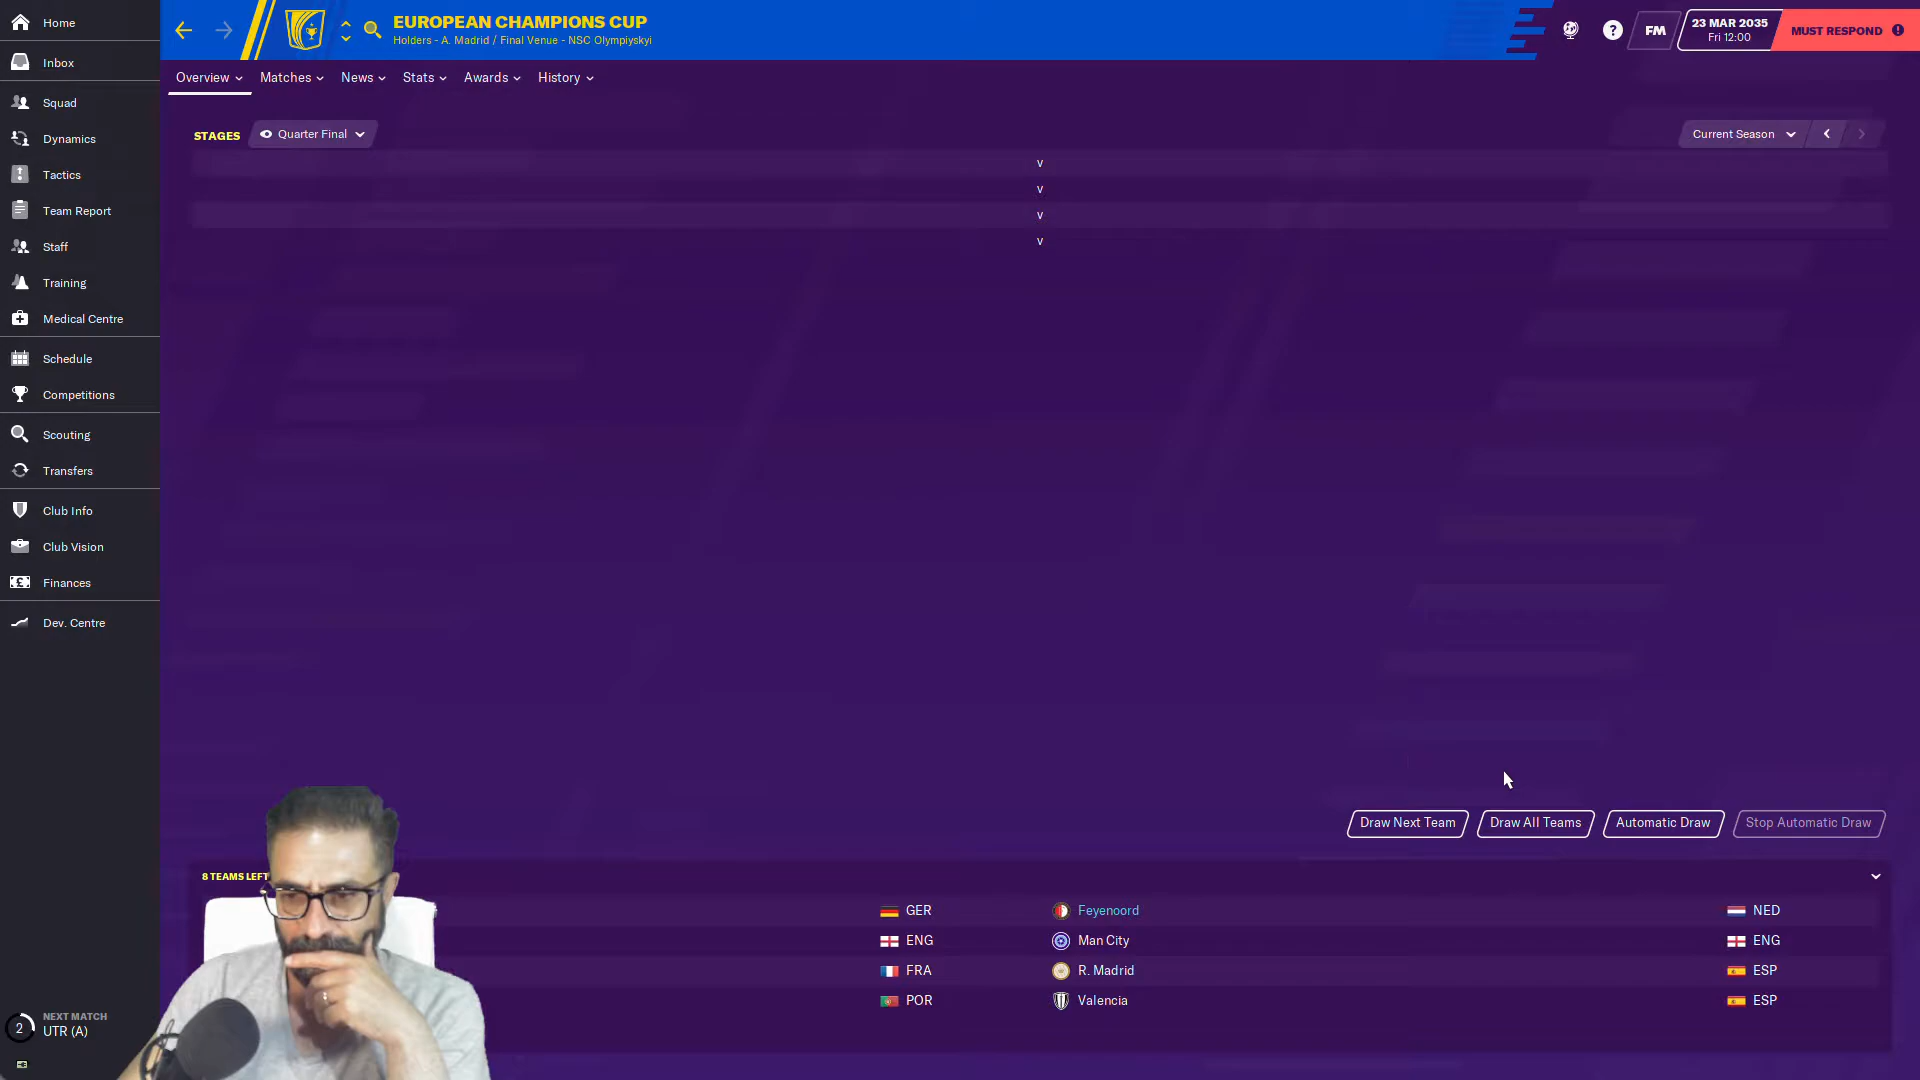 Home
Inbox
Squad
Dynamics
Tactics
Team Report
Staff
Training
Medical Centre
Schedule
Competitions
Scouting
Transfers
Club Info
Club Vision
Finances
Dev. Centre
2
NEXT MATCH
UTR (A)
EUROPEAN CHAMPIONS CUP
Holders - A. Madrid / Final Venue - NSC Olympiyskyi
?
FM
23 MAR 2035
Fri 12:00
MUST RESPOND
Overview Matches News Stats Awards History
STAGES Quarter Final
Current Season
v
v
v
v
Draw Next Team Draw All Teams Automatic Draw Stop Automatic Draw
8 TEAMS LEFT
GER Feyenoord NED
ENG Man City ENG
FRA R. Madrid ESP
POR Valencia ESP